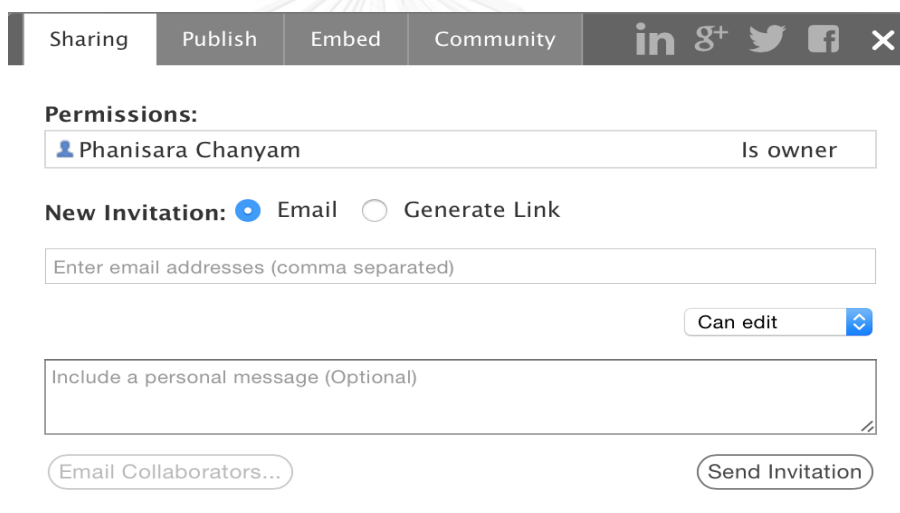 Sharing Publish Embed Community in g+
Permissions:
Phanisara Chanyam Is owner
New Invitation: Email Generate Link
Enter email addresses (comma separated)
Can edit
Include a personal message (Optional)
Email Collaborators... Send Invitation